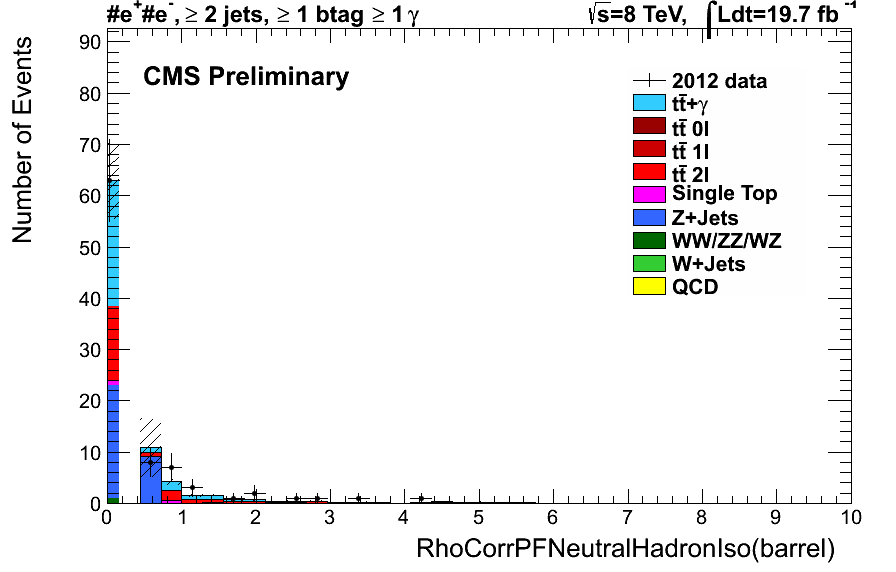 #e⁺#e⁻, ≥ 2 jets, ≥ 1 btag ≥ 1 γ
√s=8 TeV, ∫Ldt=19.7 fb⁻¹
CMS Preliminary
Number of Events
90
80
70
60
50
40
30
20
10
0
2012 data
tt̄+γ
tt̄ 0l
tt̄ 1l
tt̄ 2l
Single Top
Z+Jets
WW/ZZ/WZ
W+Jets
QCD
0 1 2 3 4 5 6 7 8 9 10
RhoCorrPFNeutralHadronIso(barrel)